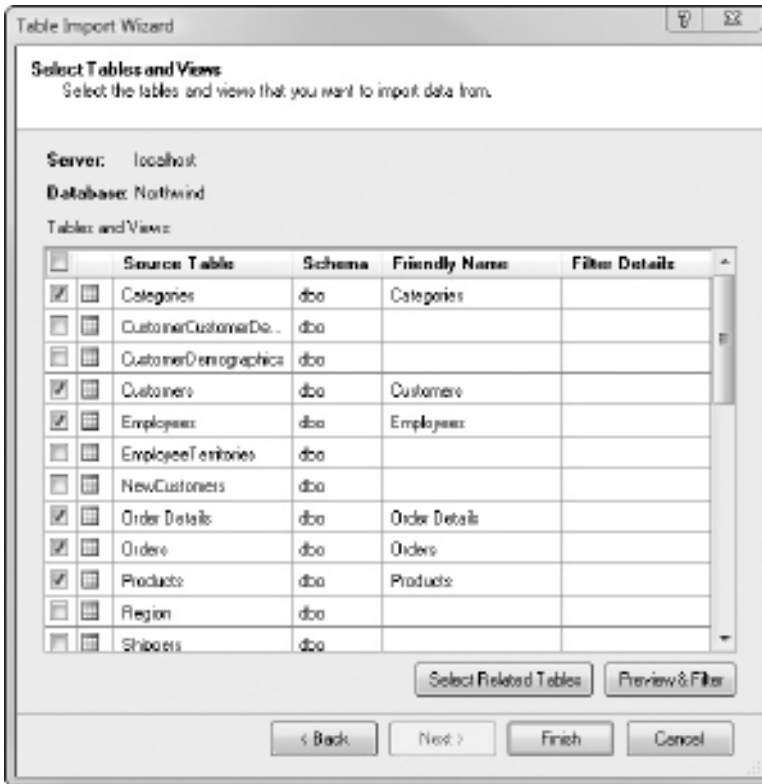 Table Import Wizard
Select Tables and Views
Select the tables and views that you want to import data from.
Server: localhost
Database: Northwind
Tables and Views:
Source Table Schema Friendly Name Filter Details
Categories dbo Categories
CustomerCustomerDe... dbo
CustomerDemographics dbo
Customers dbo Customers
Employees dbo Employees
EmployeeTerritories dbo
NewCustomers dbo
Order Details dbo Order Details
Orders dbo Orders
Products dbo Products
Region dbo
Shippers dbo
Select Related Tables Preview & Filter
< Back Next > Finish Cancel